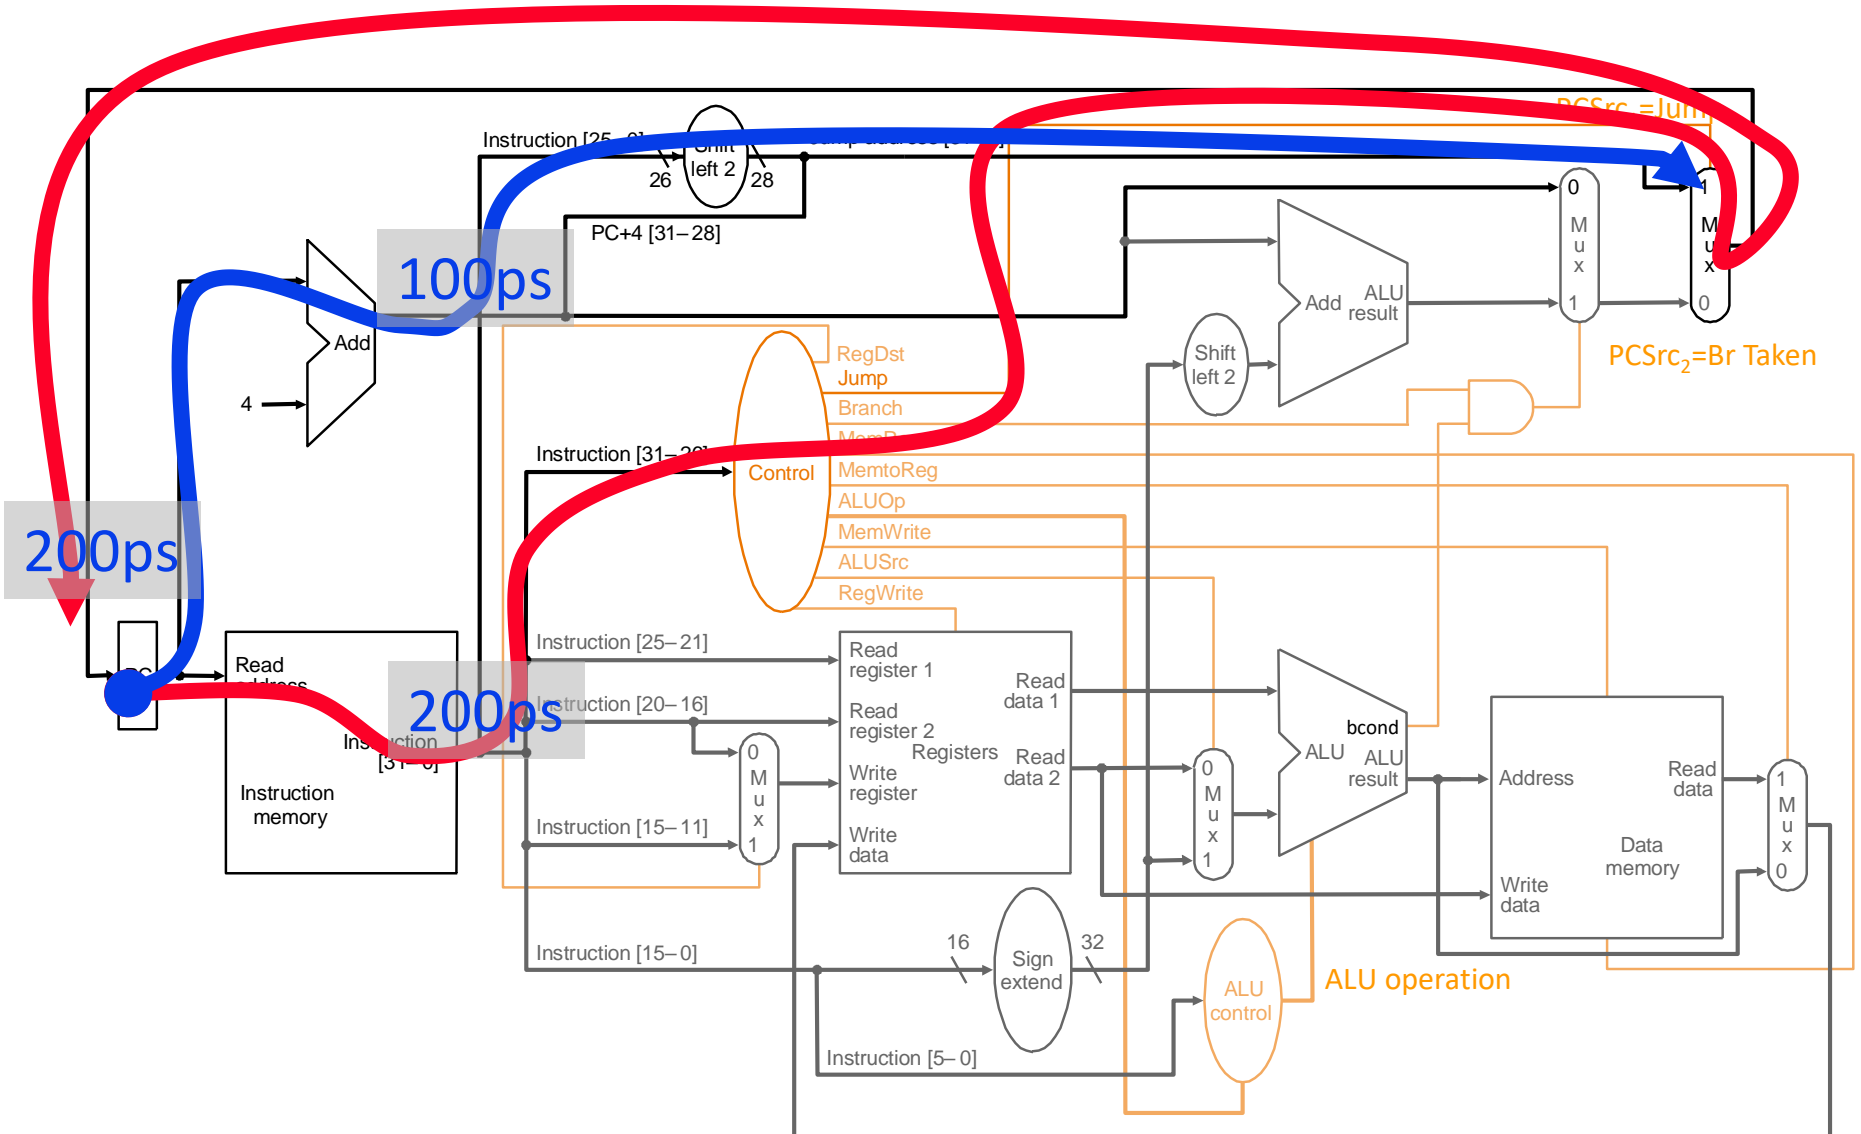 PCSrc₁=Jump
Instruction [25– 0]
Shift
left 2
26
28
PC+4 [31– 28]
100ps
Add
4
0
M
u
x
1
1
M
u
x
0
Add
ALU
result
Shift
left 2
PCSrc₂=Br Taken
RegDst
Jump
Branch
MemtoReg
ALUOp
MemWrite
ALUSrc
RegWrite
Instruction [31– 26]
Control
200ps
PC
Read
address
Instruction
[31– 0]
Instruction
memory
200ps
Instruction [25– 21]
Instruction [20– 16]
Instruction [15– 11]
0
M
u
x
1
Read
register 1
Read
register 2
Write
register
Write
data
Registers
Read
data 1
Read
data 2
0
M
u
x
1
bcond
ALU
ALU
result
Address
Write
data
Read
data
Data
memory
1
M
u
x
0
Instruction [15– 0]
16
Sign
extend
32
ALU
control
ALU operation
Instruction [5– 0]